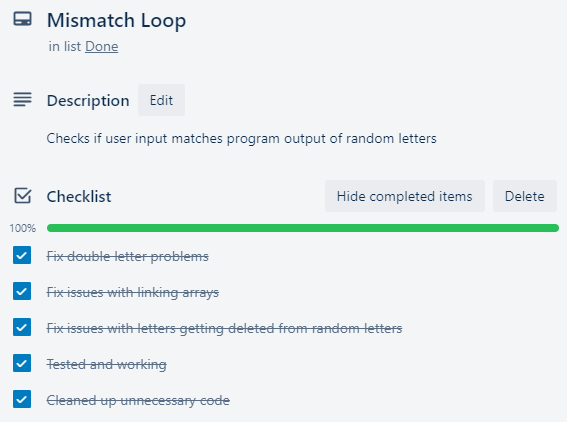 Mismatch Loop
in list Done
Description Edit
Checks if user input matches program output of random letters
Checklist Hide completed items Delete
100%
Fix double letter problems
Fix issues with linking arrays
Fix issues with letters getting deleted from random letters
Tested and working
Cleaned up unnecessary code